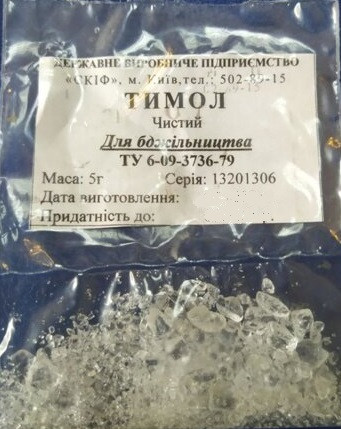 ДЕРЖАВНЕ ВИРОБНИЧЕ ПІДПРИЄМСТВО
«СКІФ», м. Київ,тел.: 502-89-15
ТИМОЛ
Чистий
Для бджільництва
ТУ 6-09-3736-79
Маса: 5г Серія: 13201306
Дата виготовлення:
Придатність до: